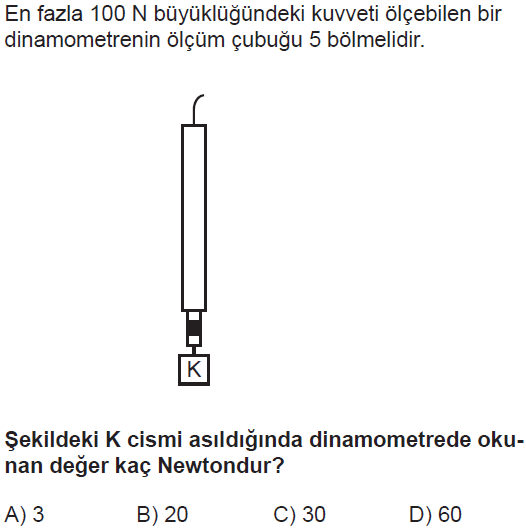 En fazla 100 N büyüklüğündeki kuvveti ölçebilen bir
dinamometrenin ölçüm çubuğu 5 bölmelidir.
K
Şekildeki K cismi asıldığında dinamometrede oku-
nan değer kaç Newtondur?
A) 3 B) 20 C) 30 D) 60